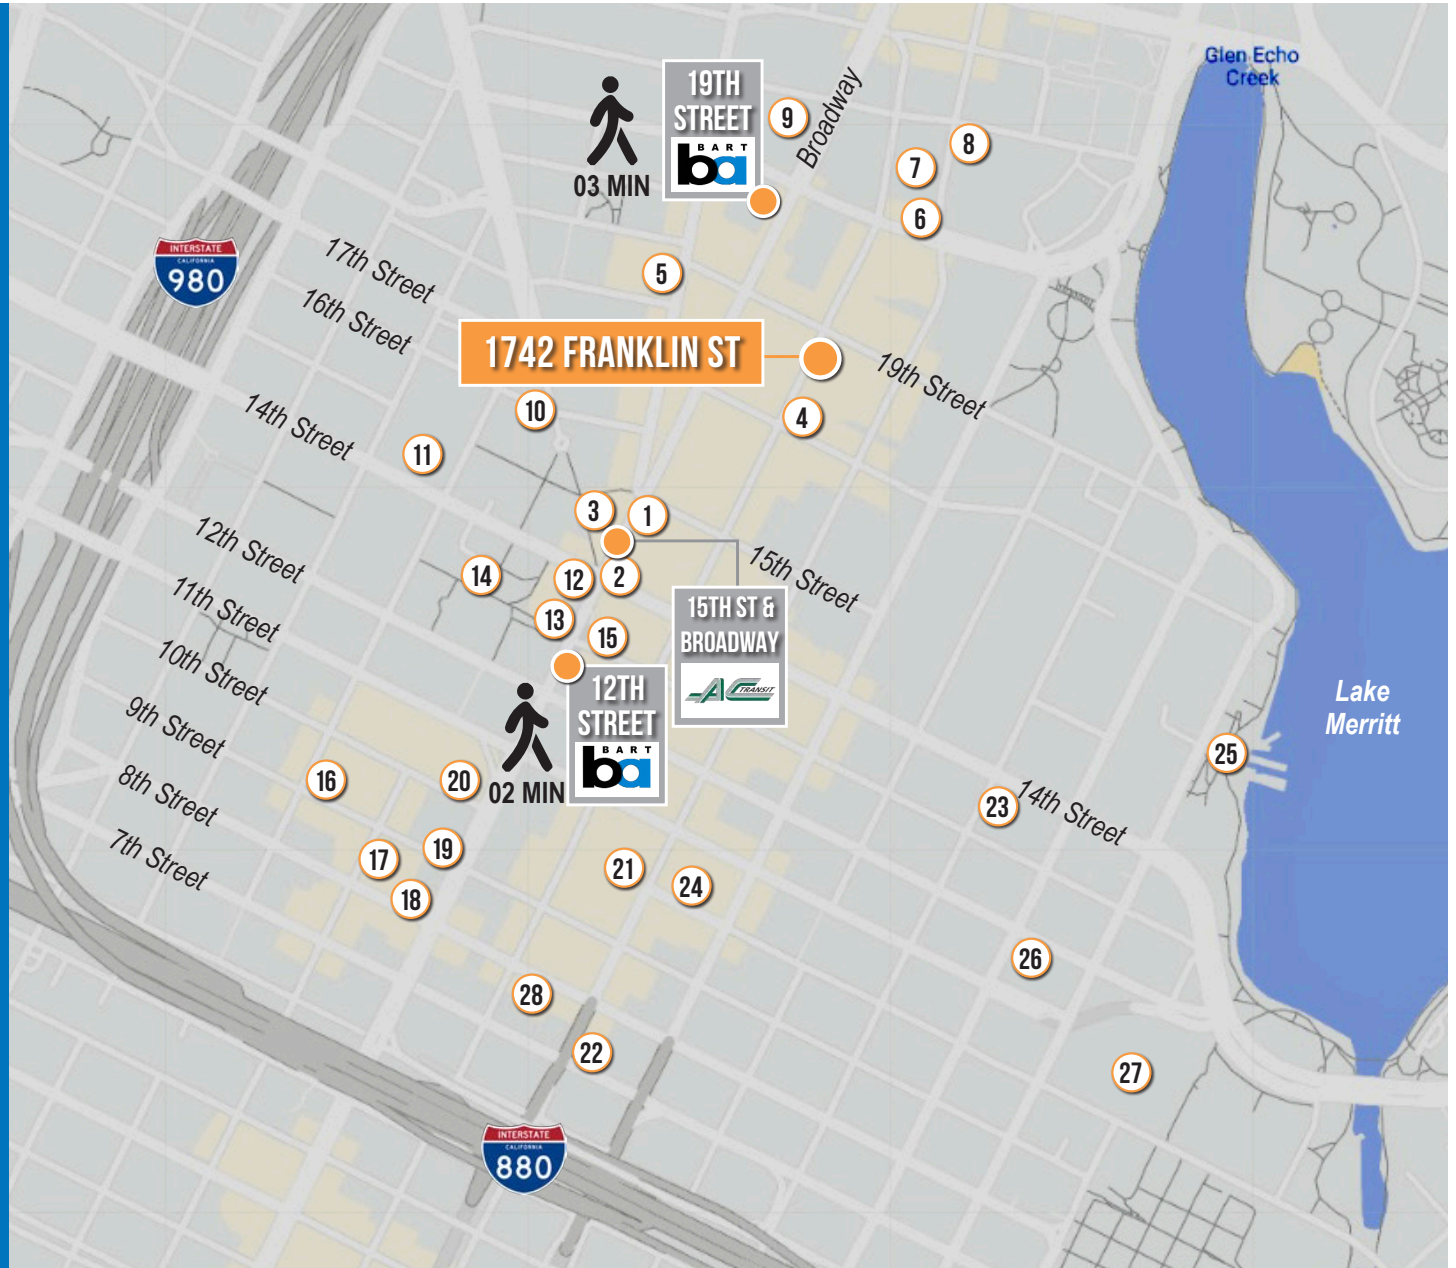 Glen Echo
Creek
19TH
STREET
BART
ba
03 MIN
Broadway
9
8
7
6
5
INTERSTATE
CALIFORNIA
980
17th Street
16th Street
1742 FRANKLIN ST
19th Street
4
10
14th Street
11
3
1
12th Street
15th Street
14
12
2
11th Street
13
15
15TH ST &
BROADWAY
AC TRANSIT
10th Street
12TH
STREET
BART
ba
02 MIN
Lake
Merritt
9th Street
25
16
20
8th Street
23
14th Street
7th Street
17
19
18
21
24
26
28
22
27
INTERSTATE
CALIFORNIA
880